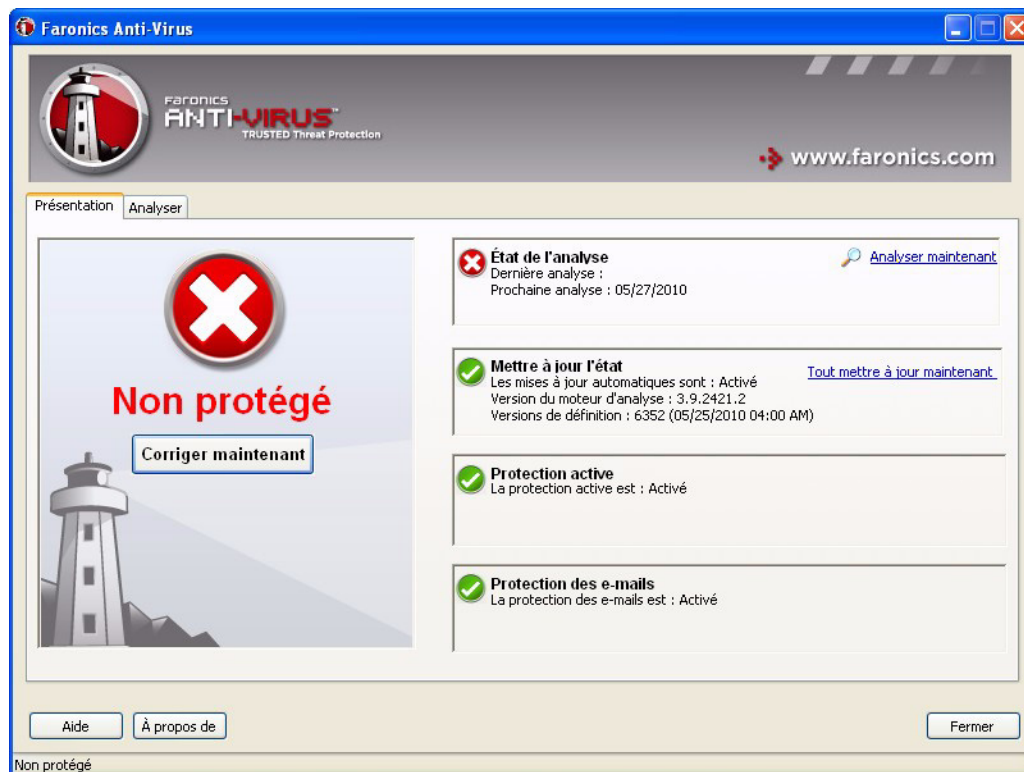 Faronics Anti-Virus
Faronics
ANTI-VIRUS™
TRUSTED Threat Protection
www.faronics.com
Présentation
Analyser
Non protégé
Corriger maintenant
État de l'analyse
Analyser maintenant
Dernière analyse :
Prochaine analyse : 05/27/2010
Mettre à jour l'état
Tout mettre à jour maintenant
Les mises à jour automatiques sont : Activé
Version du moteur d'analyse : 3.9.2421.2
Versions de définition : 6352 (05/25/2010 04:00 AM)
Protection active
La protection active est : Activé
Protection des e-mails
La protection des e-mails est : Activé
Aide
À propos de
Fermer
Non protégé